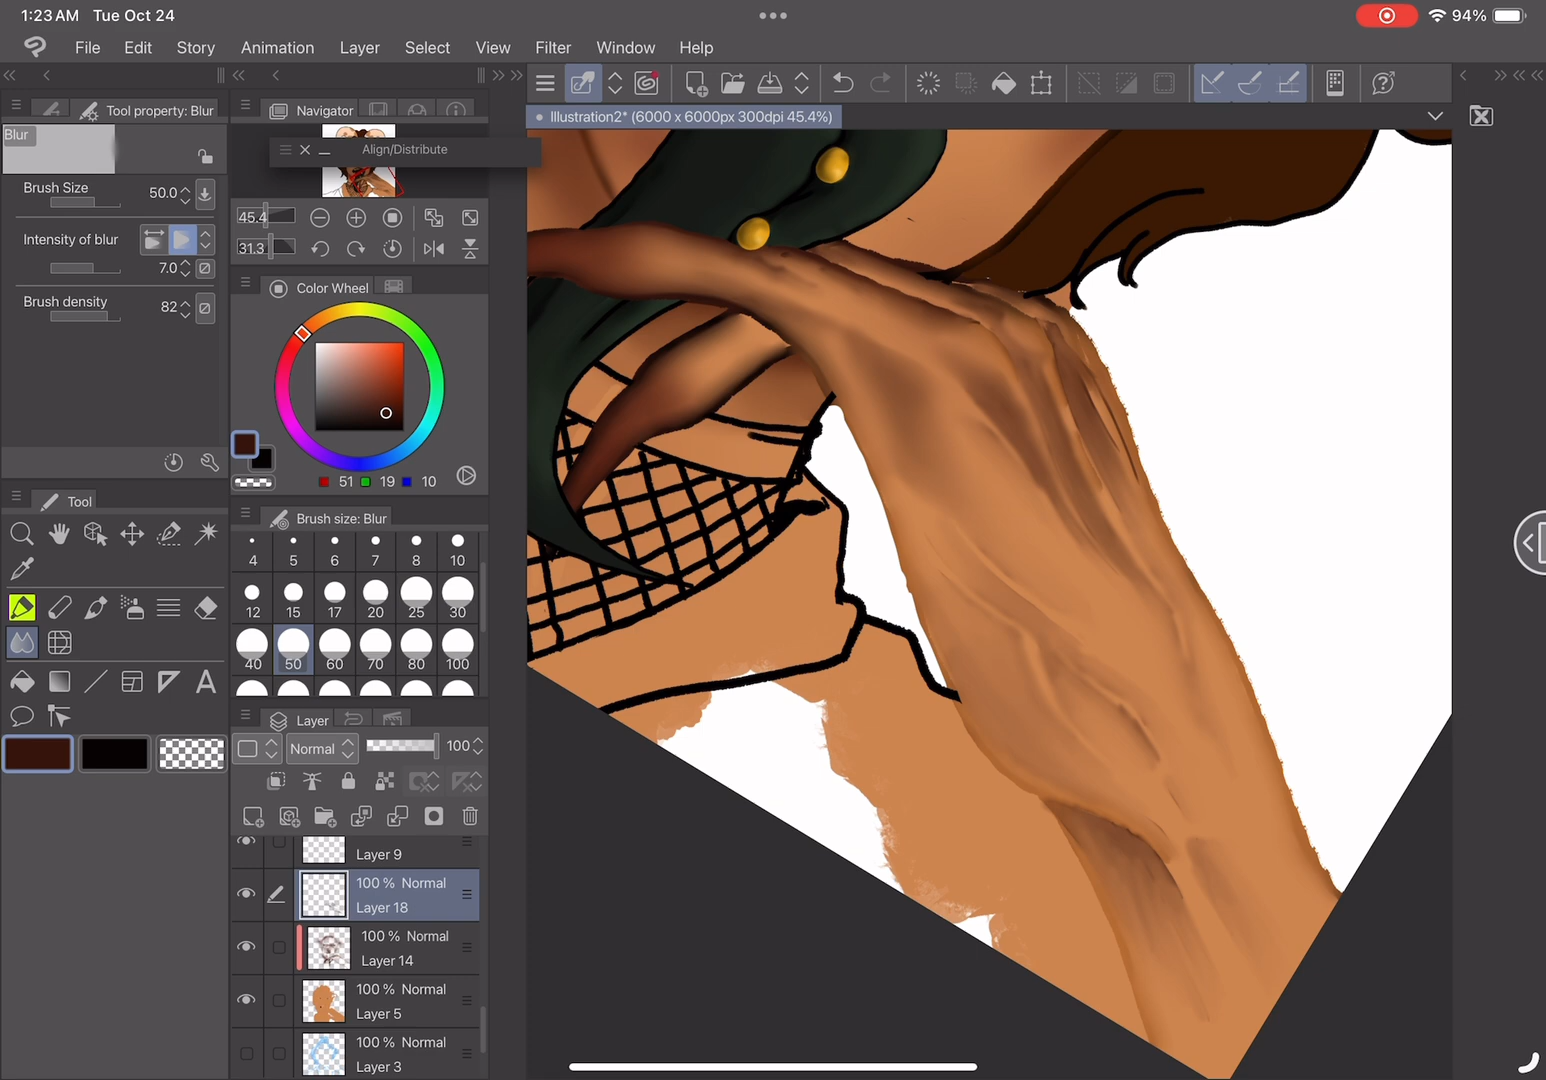 1:23 AM Tue Oct 24
94%
File Edit Story Animation Layer Select View Filter Window Help
Tool property: Blur
Blur
Brush Size 50.0
Intensity of blur
7.0
Brush density 82
Navigator
Align/Distribute
45.4
31.3
Color Wheel
51 19 10
Tool
Brush size: Blur
4 5 6 7 8 10
12 15 17 20 25 30
40 50 60 70 80 100
Layer
Normal 100
Layer 9
100 % Normal
Layer 18
100 % Normal
Layer 14
100 % Normal
Layer 5
100 % Normal
Layer 3
Illustration2* (6000 x 6000px 300dpi 45.4%)